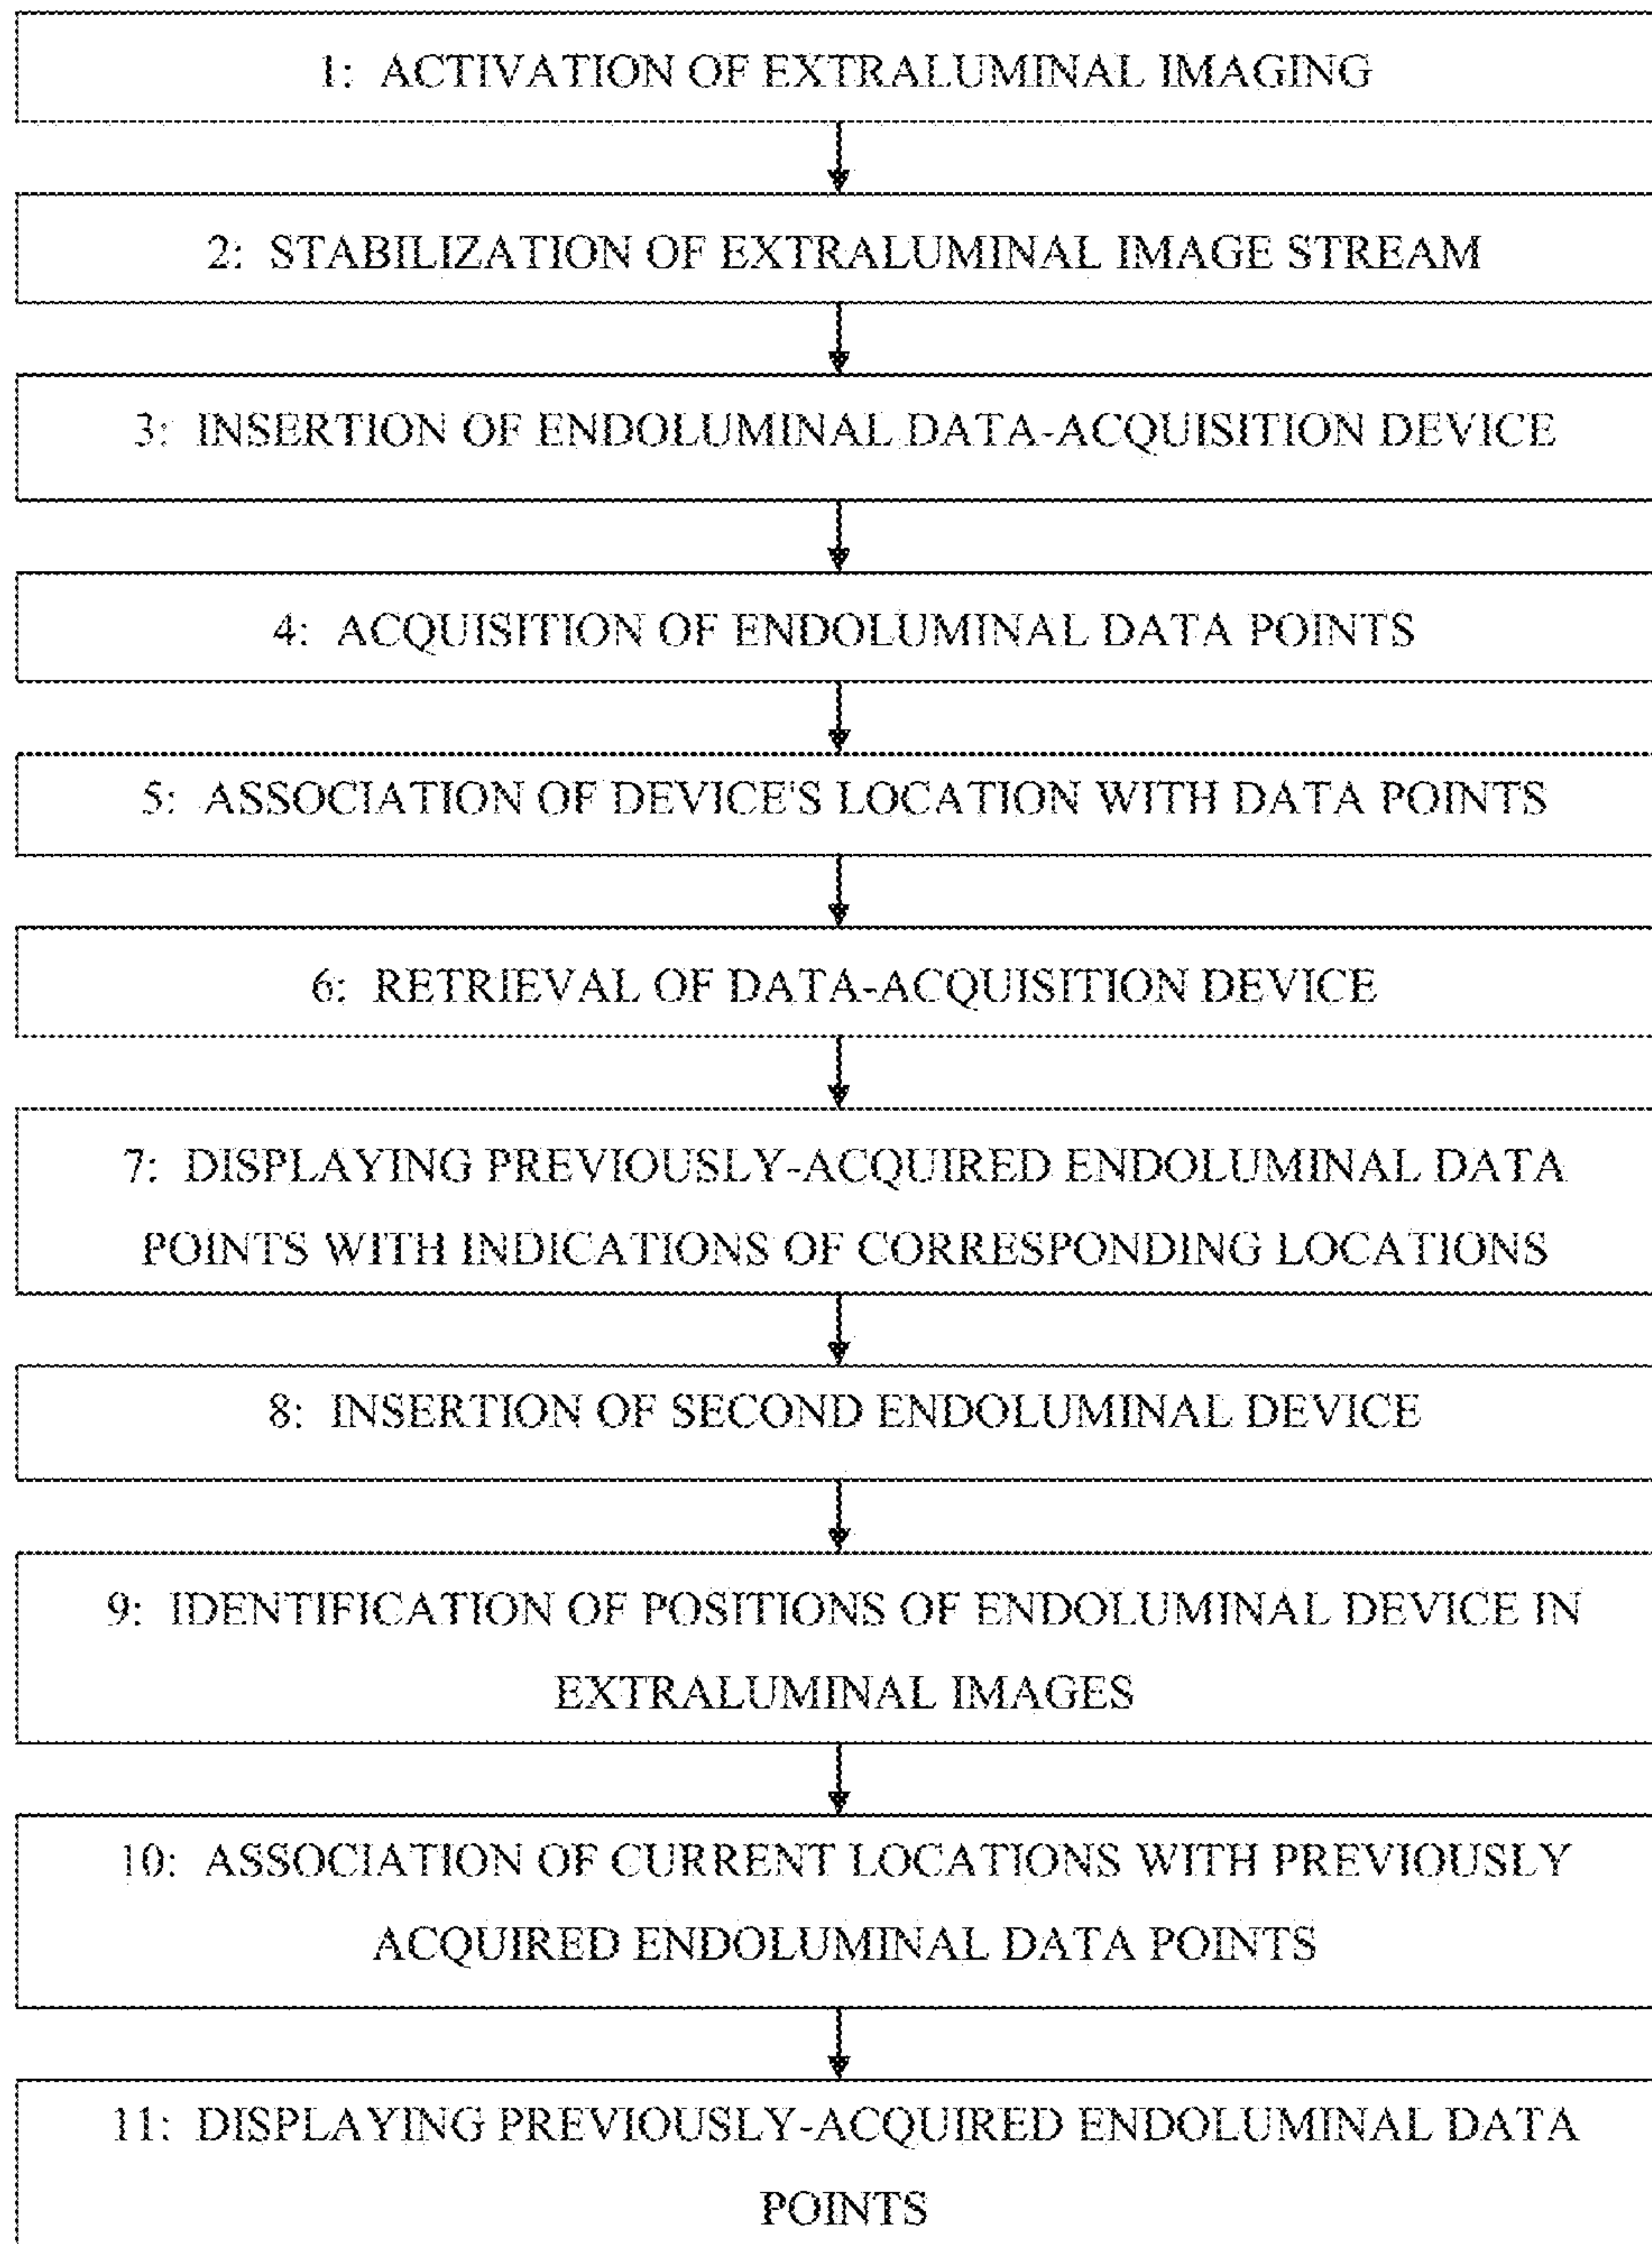 1: ACTIVATION OF EXTRALUMINAL IMAGING
2: STABILIZATION OF EXTRALUMINAL IMAGE STREAM
3: INSERTION OF ENDOLUMINAL DATA-ACQUISITION DEVICE
4: ACQUISITION OF ENDOLUMINAL DATA POINTS
5: ASSOCIATION OF DEVICE'S LOCATION WITH DATA POINTS
6: RETRIEVAL OF DATA-ACQUISITION DEVICE
7: DISPLAYING PREVIOUSLY-ACQUIRED ENDOLUMINAL DATA
POINTS WITH INDICATIONS OF CORRESPONDING LOCATIONS
8: INSERTION OF SECOND ENDOLUMINAL DEVICE
9: IDENTIFICATION OF POSITIONS OF ENDOLUMINAL DEVICE IN
EXTRALUMINAL IMAGES
10: ASSOCIATION OF CURRENT LOCATIONS WITH PREVIOUSLY
ACQUIRED ENDOLUMINAL DATA POINTS
11: DISPLAYING PREVIOUSLY-ACQUIRED ENDOLUMINAL DATA
POINTS